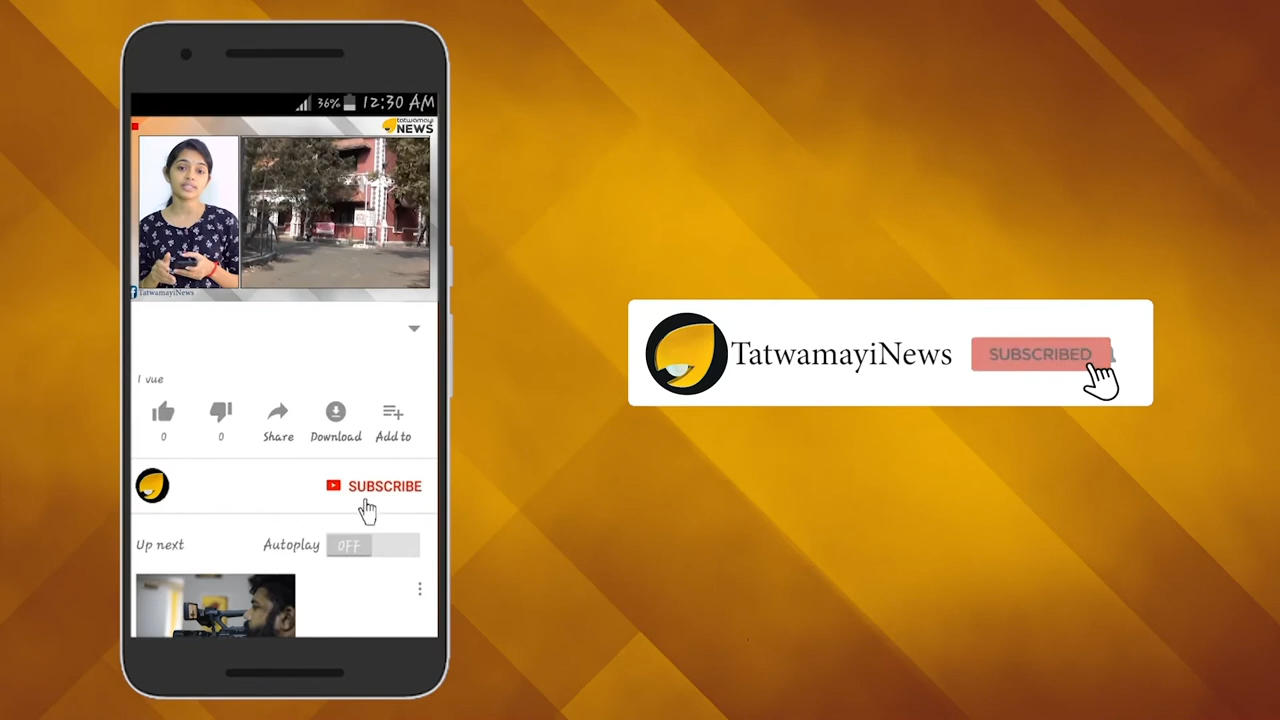 36% 12:30 AM
tatwamayi
NEWS
TatwamayiNews
1 vue
0 0 Share Download Add to
SUBSCRIBE
Up next Autoplay OFF
TatwamayiNews SUBSCRIBED